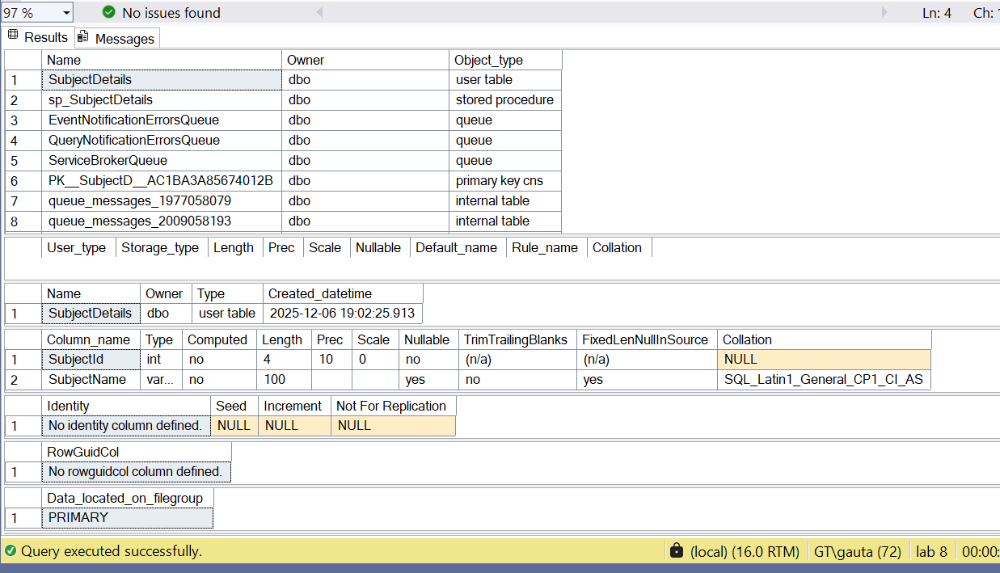 97 % No issues found Ln: 4 Ch:
Results Messages
Name Owner Object_type
1 SubjectDetails dbo user table
2 sp_SubjectDetails dbo stored procedure
3 EventNotificationErrorsQueue dbo queue
4 QueryNotificationErrorsQueue dbo queue
5 ServiceBrokerQueue dbo queue
6 PK__SubjectD__AC1BA3A85674012B dbo primary key cns
7 queue_messages_1977058079 dbo internal table
8 queue_messages_2009058193 dbo internal table
User_type Storage_type Length Prec Scale Nullable Default_name Rule_name Collation
Name Owner Type Created_datetime
1 SubjectDetails dbo user table 2025-12-06 19:02:25.913
Column_name Type Computed Length Prec Scale Nullable TrimTrailingBlanks FixedLenNullInSource Collation
1 SubjectId int no 4 10 0 no (n/a) (n/a) NULL
2 SubjectName var... no 100 yes no yes SQL_Latin1_General_CP1_CI_AS
Identity Seed Increment Not For Replication
1 No identity column defined. NULL NULL NULL
RowGuidCol
1 No rowguidcol column defined.
Data_located_on_filegroup
1 PRIMARY
Query executed successfully. (local) (16.0 RTM) GT\gauta (72) lab 8 00:00: